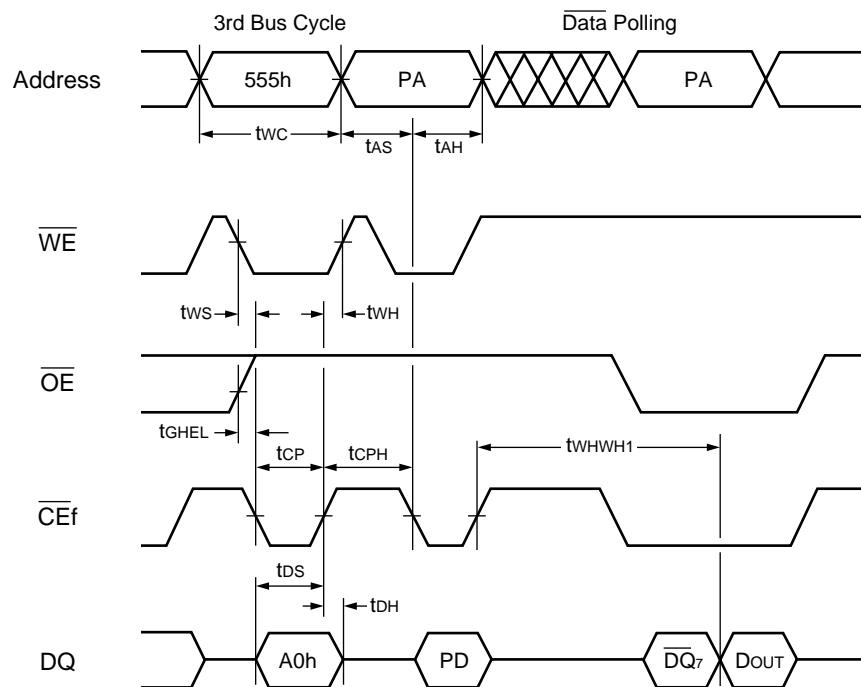 3rd Bus Cycle
Data Polling
Address
555h
PA
PA
tWC
tAS
tAH
WE
tWS
tWH
OE
tGHEL
tCP
tCPH
tWHWH1
CEf
tDS
tDH
DQ
A0h
PD
DQ7
DOUT